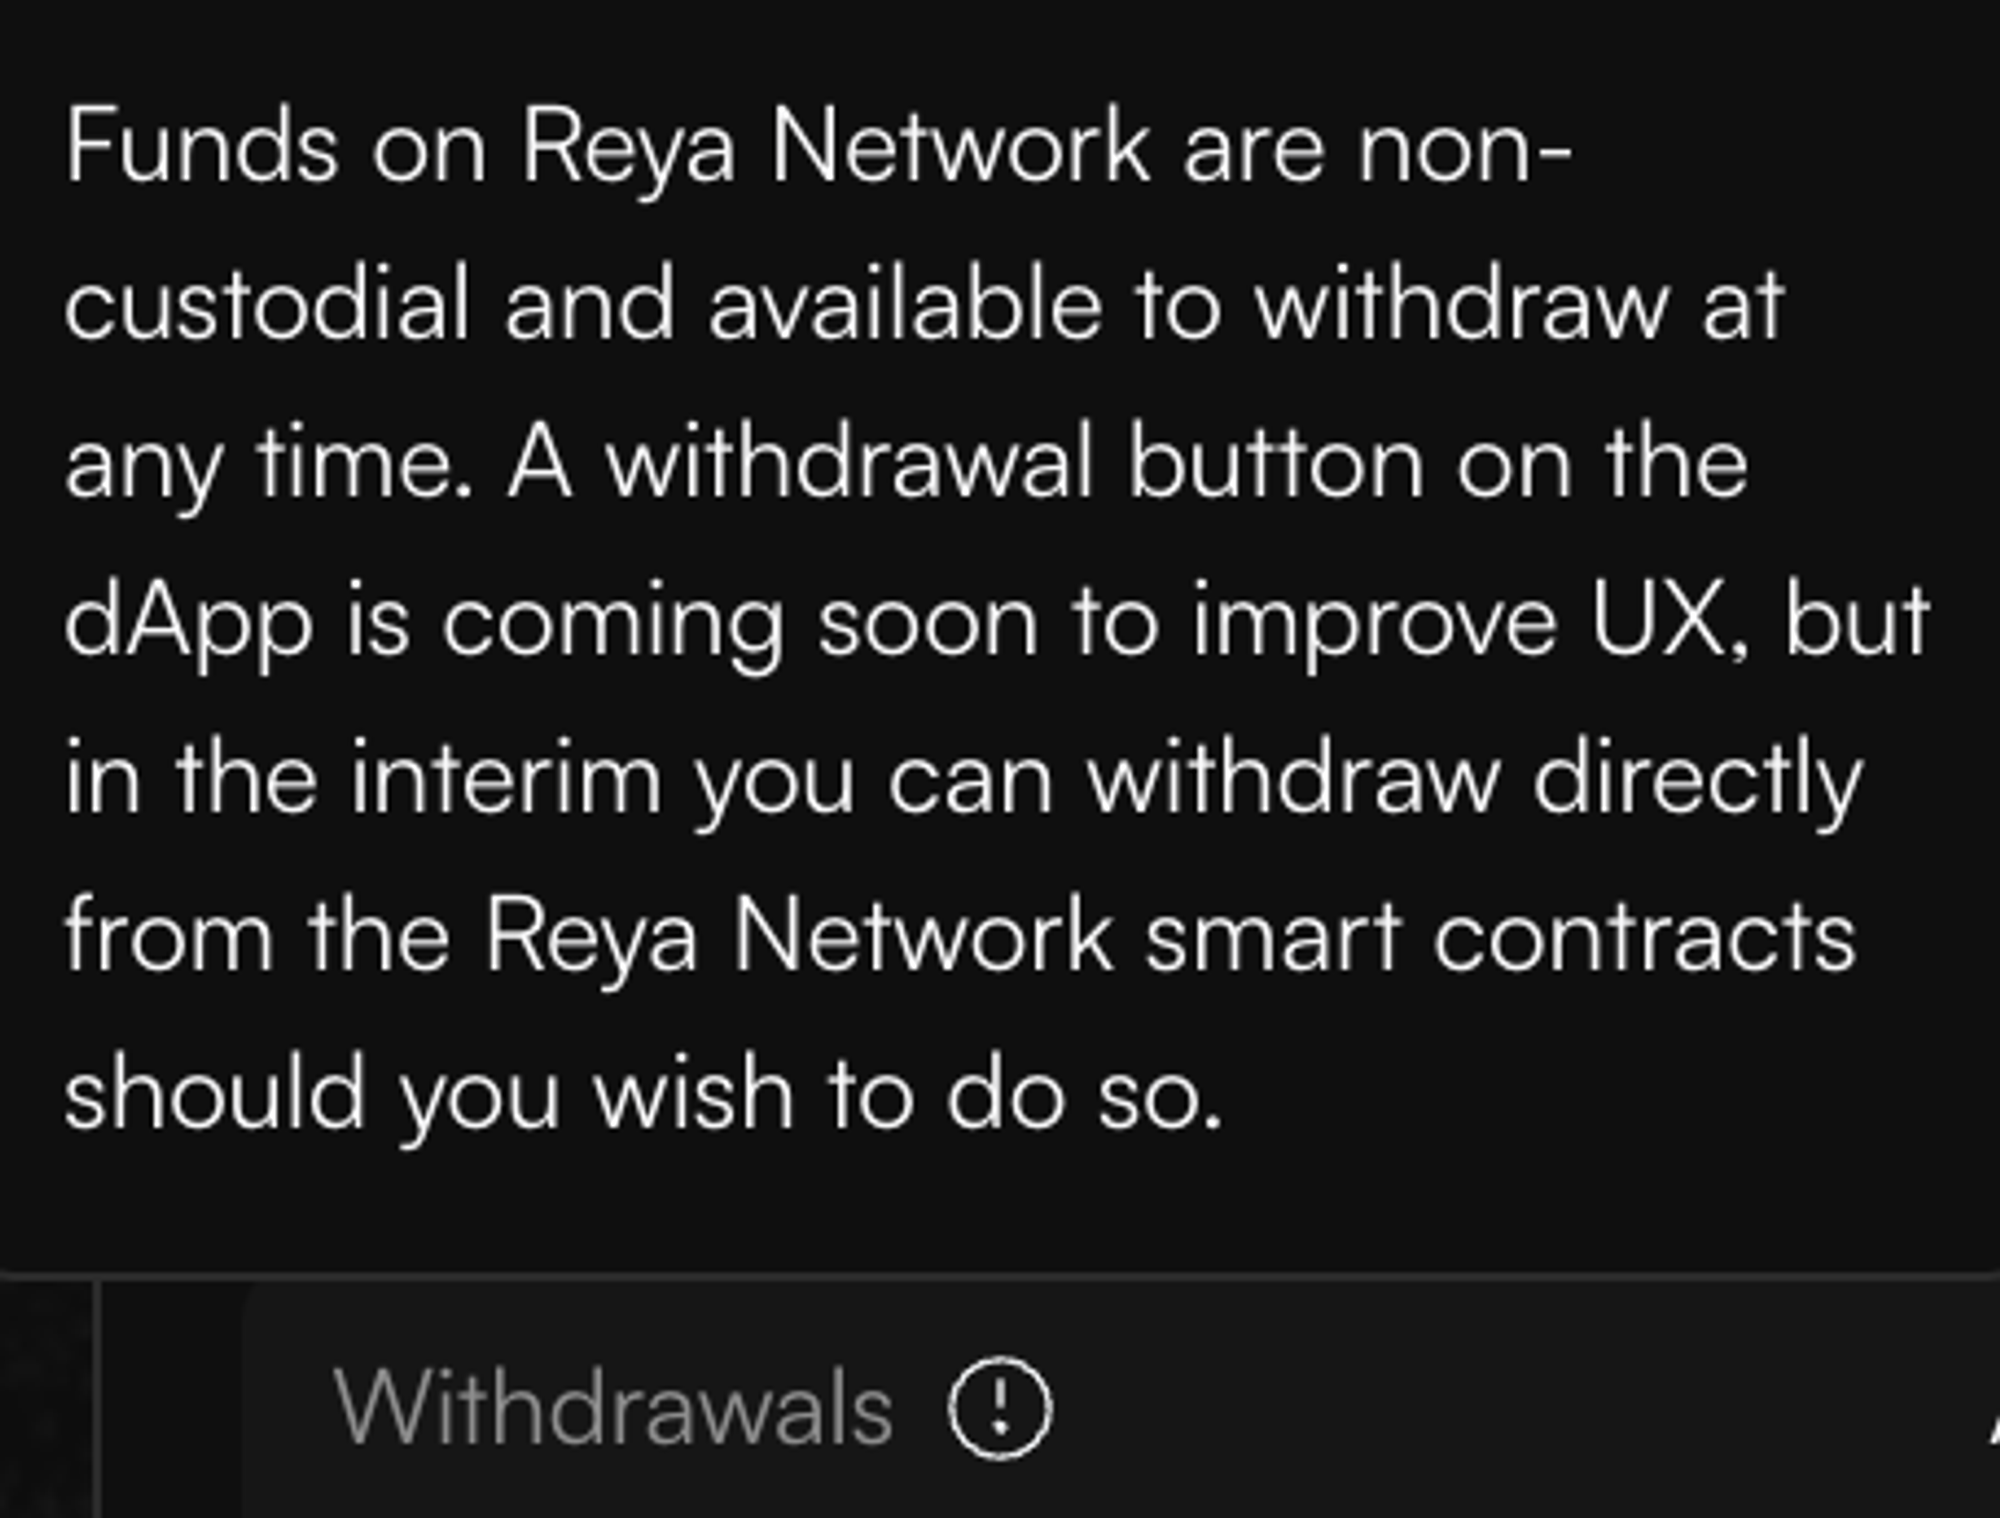 Funds on Reya Network are non-
custodial and available to withdraw at
any time. A withdrawal button on the
dApp is coming soon to improve UX, but
in the interim you can withdraw directly
from the Reya Network smart contracts
should you wish to do so.
Withdrawals